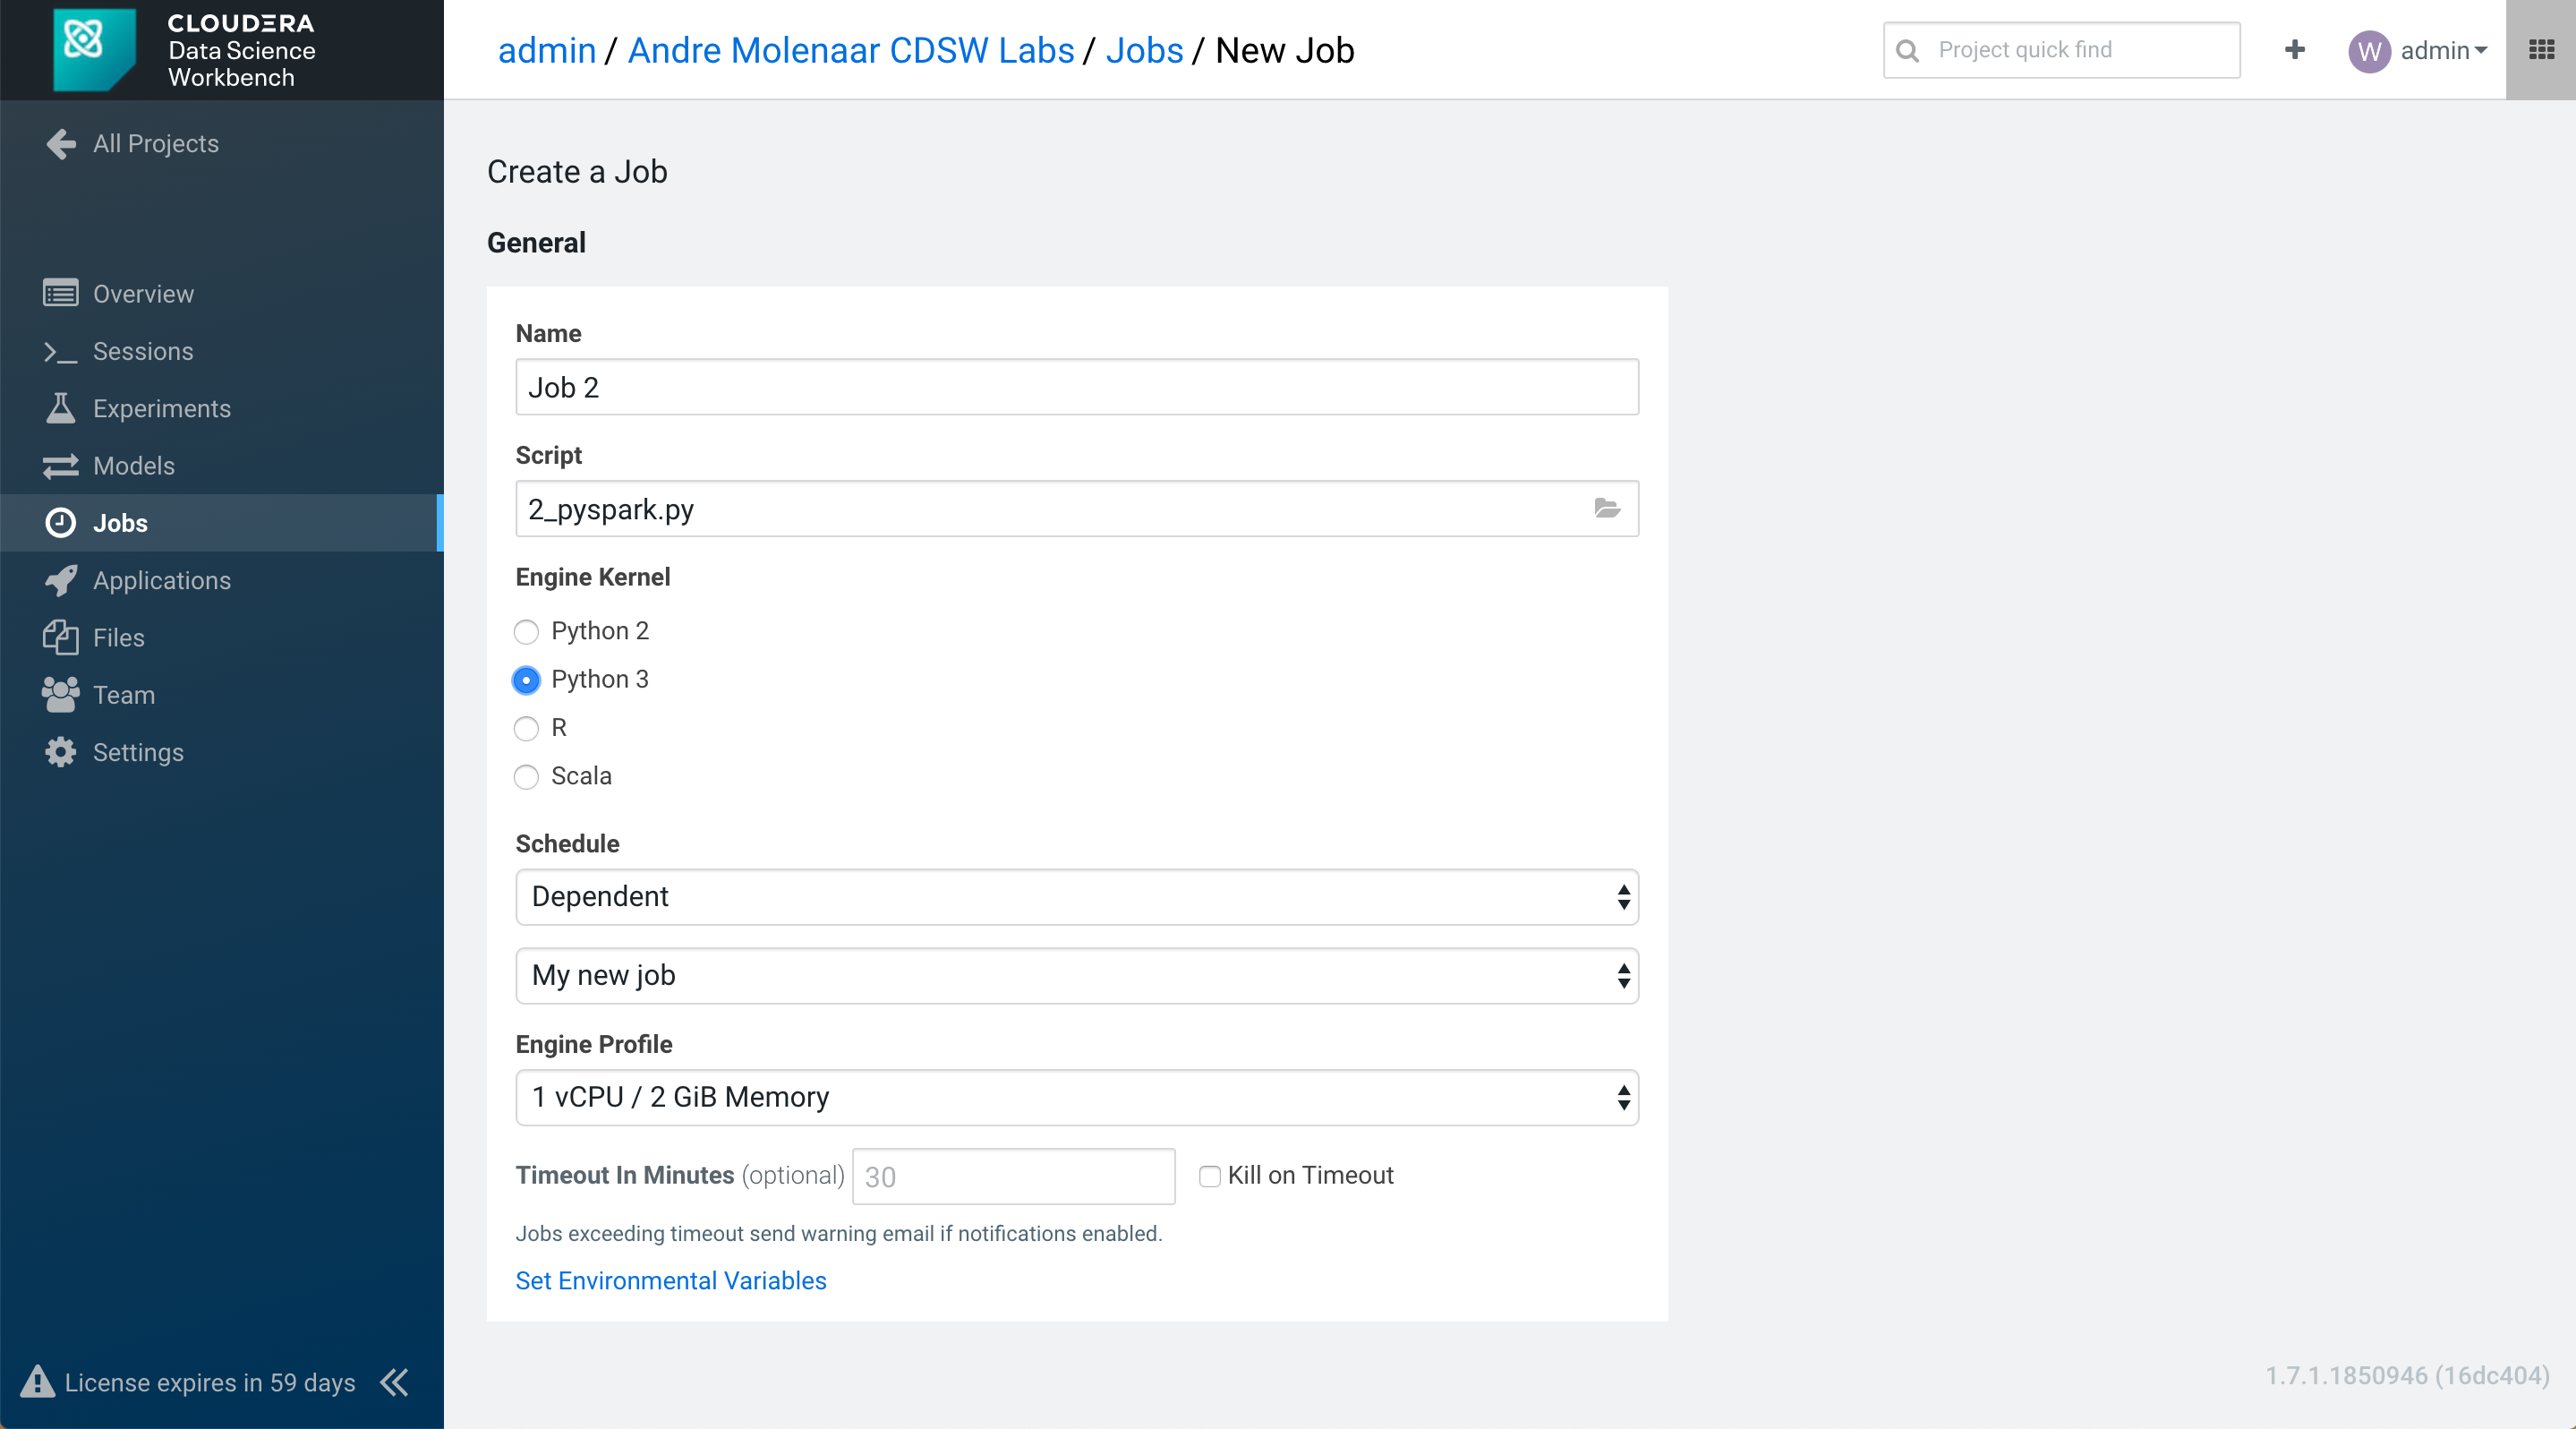 CLOUDERA
Data Science
Workbench
admin / Andre Molenaar CDSW Labs / Jobs / New Job
Project quick find
W admin
All Projects
Overview
Sessions
Experiments
Models
Jobs
Applications
Files
Team
Settings
License expires in 59 days
Create a Job
General
Name
Job 2
Script
2_pyspark.py
Engine Kernel
Python 2
Python 3
R
Scala
Schedule
Dependent
My new job
Engine Profile
1 vCPU / 2 GiB Memory
Timeout In Minutes (optional) 30 Kill on Timeout
Jobs exceeding timeout send warning email if notifications enabled.
Set Environmental Variables
1.7.1.1850946 (16dc404)